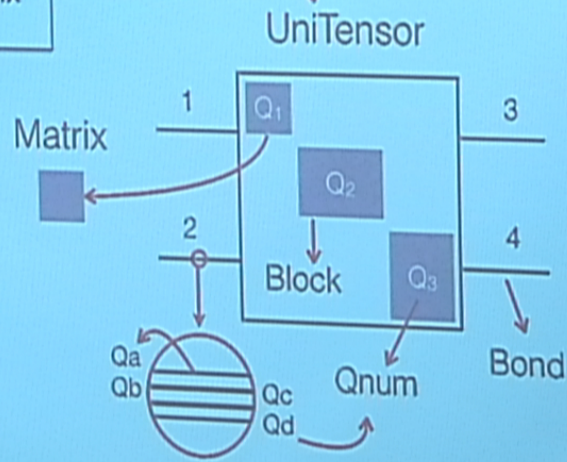 UniTensor
1
Q₁
3
Matrix
Q₂
2
4
Block
Q₃
Qa
Qb
Qc
Qd
Qnum
Bond